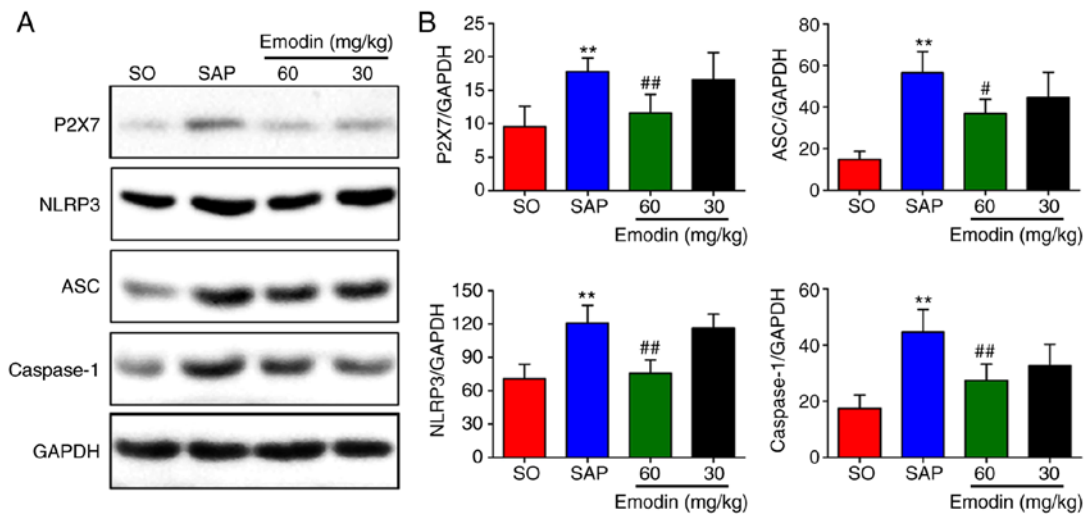 A
Emodin (mg/kg)
SO SAP 60 30
P2X7
NLRP3
ASC
Caspase-1
GAPDH
B
P2X7/GAPDH
25
20
15
10
5
0
** ##
SO SAP 60 30
Emodin (mg/kg)
ASC/GAPDH
80
60
40
20
0
** #
SO SAP 60 30
Emodin (mg/kg)
NLRP3/GAPDH
150
120
90
60
30
0
** ##
SO SAP 60 30
Emodin (mg/kg)
Caspase-1/GAPDH
60
40
20
0
** ##
SO SAP 60 30
Emodin (mg/kg)